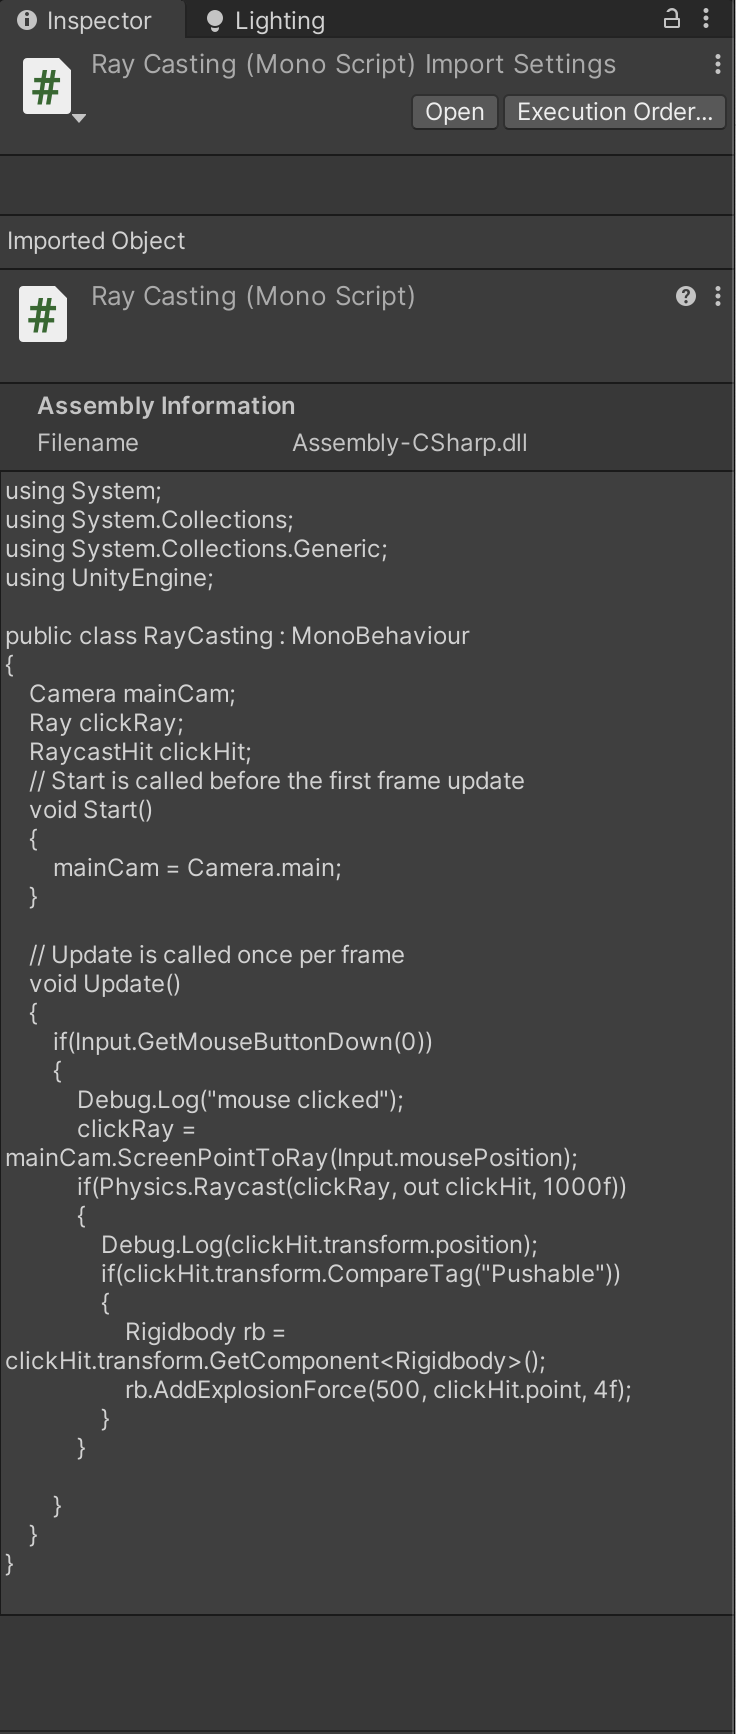 Inspector
Lighting
Ray Casting (Mono Script) Import Settings
Open
Execution Order...
Imported Object
Ray Casting (Mono Script)
Assembly Information
Filename Assembly-CSharp.dll
using System;
using System.Collections;
using System.Collections.Generic;
using UnityEngine;

public class RayCasting : MonoBehaviour
{
    Camera mainCam;
    Ray clickRay;
    RaycastHit clickHit;
    // Start is called before the first frame update
    void Start()
    {
        mainCam = Camera.main;
    }

    // Update is called once per frame
    void Update()
    {
        if(Input.GetMouseButtonDown(0))
        {
            Debug.Log("mouse clicked");
            clickRay =
mainCam.ScreenPointToRay(Input.mousePosition);
            if(Physics.Raycast(clickRay, out clickHit, 1000f))
            {
                Debug.Log(clickHit.transform.position);
                if(clickHit.transform.CompareTag("Pushable"))
                {
                    Rigidbody rb =
clickHit.transform.GetComponent<Rigidbody>();
                    rb.AddExplosionForce(500, clickHit.point, 4f);
                }
            }

        }
    }
}